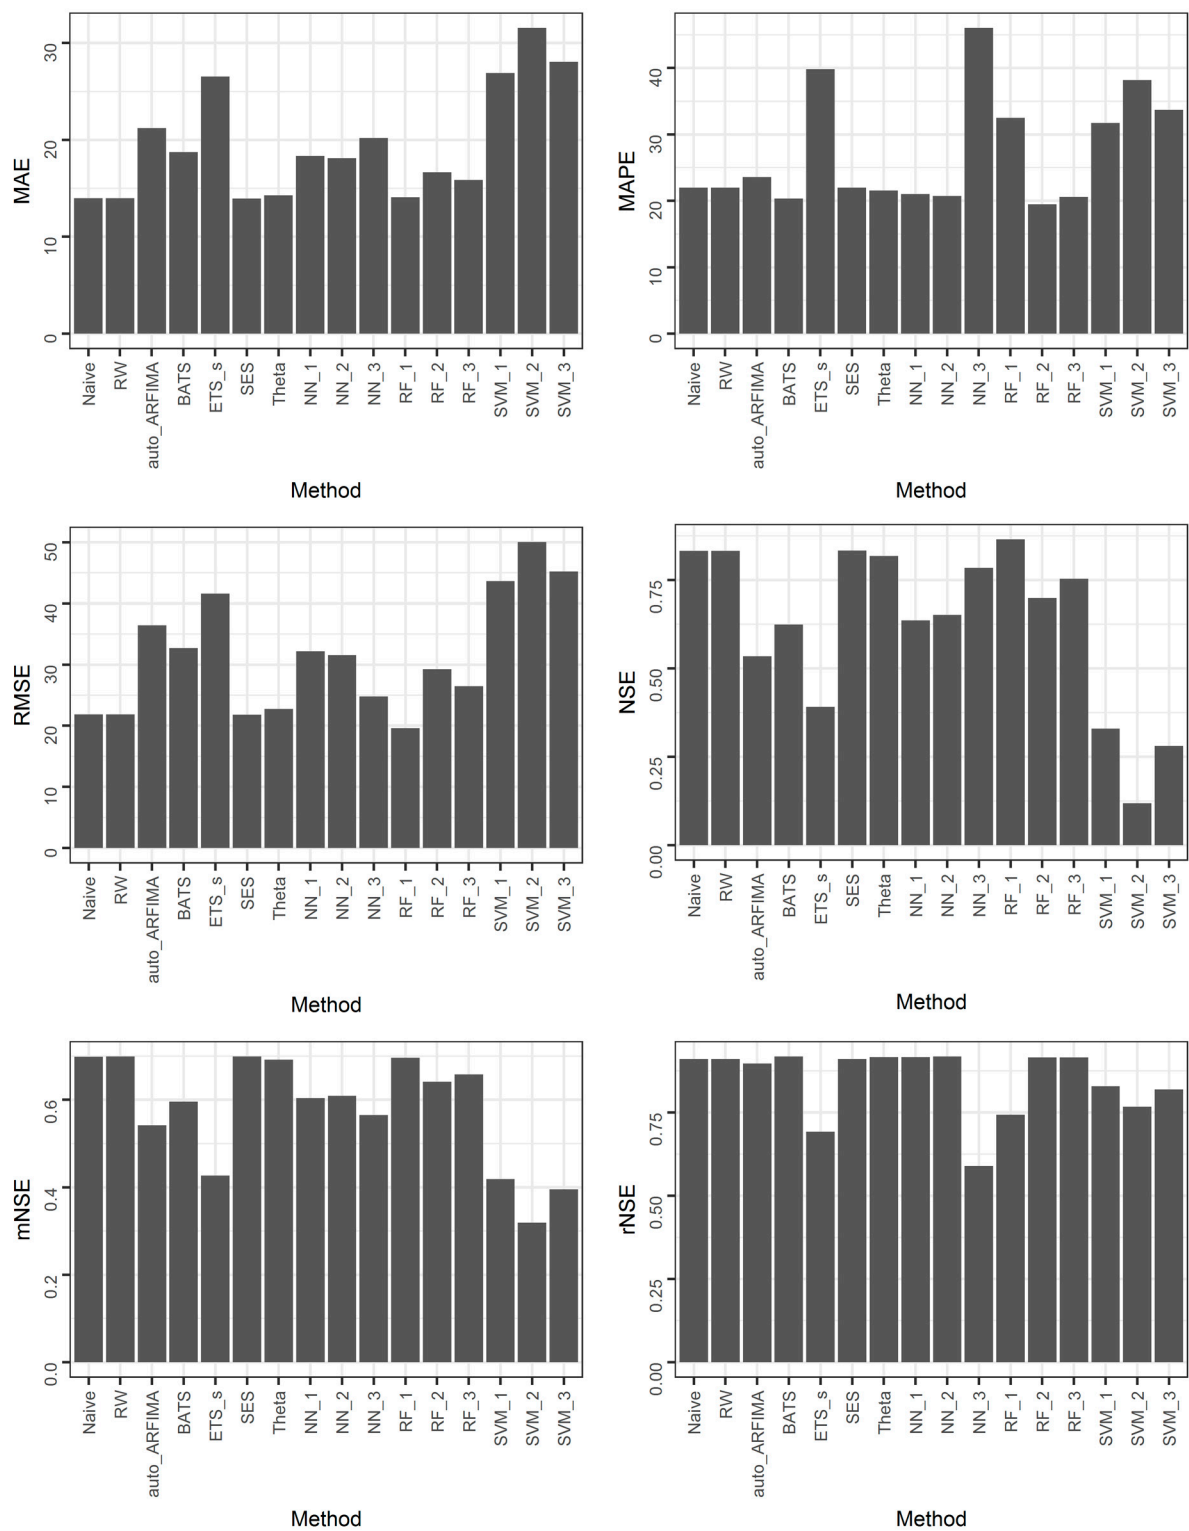 MAE
30
20
10
0
Naive
RW
auto_ARFIMA
BATS
ETS_s
SES
Theta
NN_1
NN_2
NN_3
RF_1
RF_2
RF_3
SVM_1
SVM_2
SVM_3
Method
MAPE
40
30
20
10
0
Naive
RW
auto_ARFIMA
BATS
ETS_s
SES
Theta
NN_1
NN_2
NN_3
RF_1
RF_2
RF_3
SVM_1
SVM_2
SVM_3
Method
RMSE
50
40
30
20
10
0
Naive
RW
auto_ARFIMA
BATS
ETS_s
SES
Theta
NN_1
NN_2
NN_3
RF_1
RF_2
RF_3
SVM_1
SVM_2
SVM_3
Method
NSE
0.75
0.50
0.25
0.00
Naive
RW
auto_ARFIMA
BATS
ETS_s
SES
Theta
NN_1
NN_2
NN_3
RF_1
RF_2
RF_3
SVM_1
SVM_2
SVM_3
Method
mNSE
0.6
0.4
0.2
0.0
Naive
RW
auto_ARFIMA
BATS
ETS_s
SES
Theta
NN_1
NN_2
NN_3
RF_1
RF_2
RF_3
SVM_1
SVM_2
SVM_3
Method
rNSE
0.75
0.50
0.25
0.00
Naive
RW
auto_ARFIMA
BATS
ETS_s
SES
Theta
NN_1
NN_2
NN_3
RF_1
RF_2
RF_3
SVM_1
SVM_2
SVM_3
Method